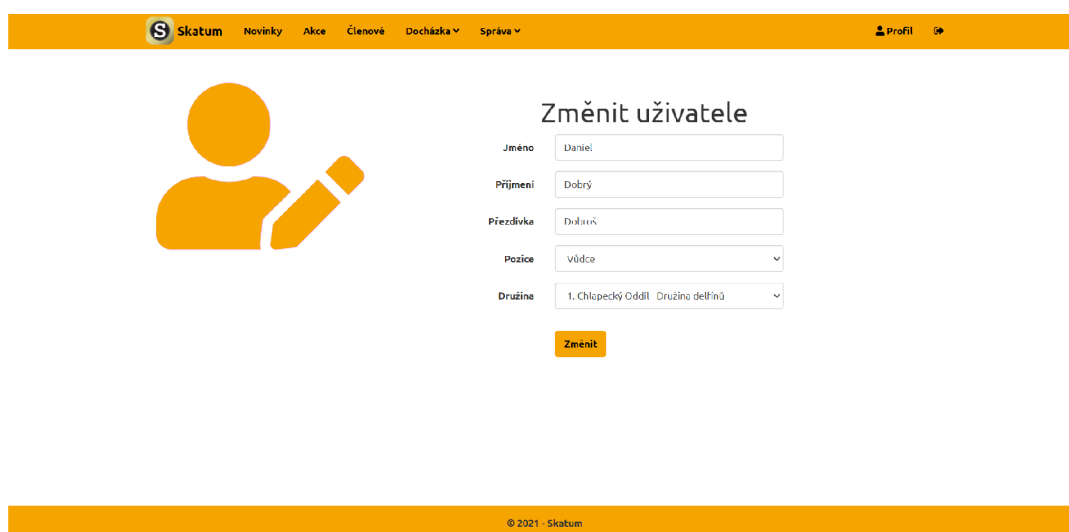 S Skatum Novinky Akce Členové Docházka Správa Profil
Změnit uživatele
Jméno Daniel
Příjmení Dobrý
Přezdívka Dobroš
Pozice Vůdce
Družina 1. Chlapecký Oddíl Družina delfínů
Změnit
© 2021 - Skatum